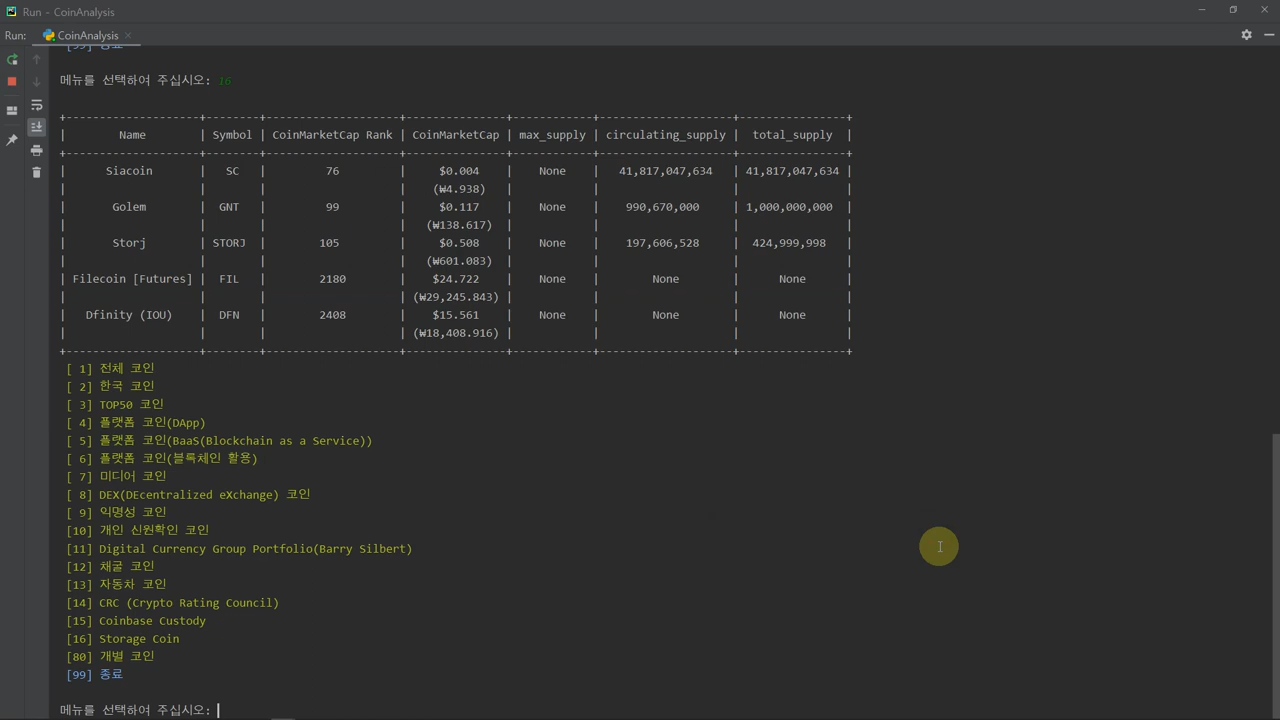 Run - CoinAnalysis
Run: CoinAnalysis
[99] 종료
메뉴를 선택하여 주십시오: 16
+--------------------+--------+--------------------+---------------+------------+--------------------+----------------+
| Name | Symbol | CoinMarketCap Rank | CoinMarketCap | max_supply | circulating_supply | total_supply |
+--------------------+--------+--------------------+---------------+------------+--------------------+----------------+
| Siacoin | SC | 76 | $0.004 | None | 41,817,047,634 | 41,817,047,634 |
| | | | (₩4.938) | | | |
| Golem | GNT | 99 | $0.117 | None | 990,670,000 | 1,000,000,000 |
| | | | (₩138.617) | | | |
| Storj | STORJ | 105 | $0.508 | None | 197,606,528 | 424,999,998 |
| | | | (₩601.083) | | | |
| Filecoin [Futures] | FIL | 2180 | $24.722 | None | None | None |
| | | | (₩29,245.843) | | | |
| Dfinity (IOU) | DFN | 2408 | $15.561 | None | None | None |
| | | | (₩18,408.916) | | | |
+--------------------+--------+--------------------+---------------+------------+--------------------+----------------+
[ 1] 전체 코인
[ 2] 한국 코인
[ 3] TOP50 코인
[ 4] 플랫폼 코인(DApp)
[ 5] 플랫폼 코인(BaaS(Blockchain as a Service))
[ 6] 플랫폼 코인(블록체인 활용)
[ 7] 미디어 코인
[ 8] DEX(DEcentralized eXchange) 코인
[ 9] 익명성 코인
[10] 개인 신원확인 코인
[11] Digital Currency Group Portfolio(Barry Silbert)
[12] 채굴 코인
[13] 자동차 코인
[14] CRC (Crypto Rating Council)
[15] Coinbase Custody
[16] Storage Coin
[80] 개별 코인
[99] 종료
메뉴를 선택하여 주십시오: